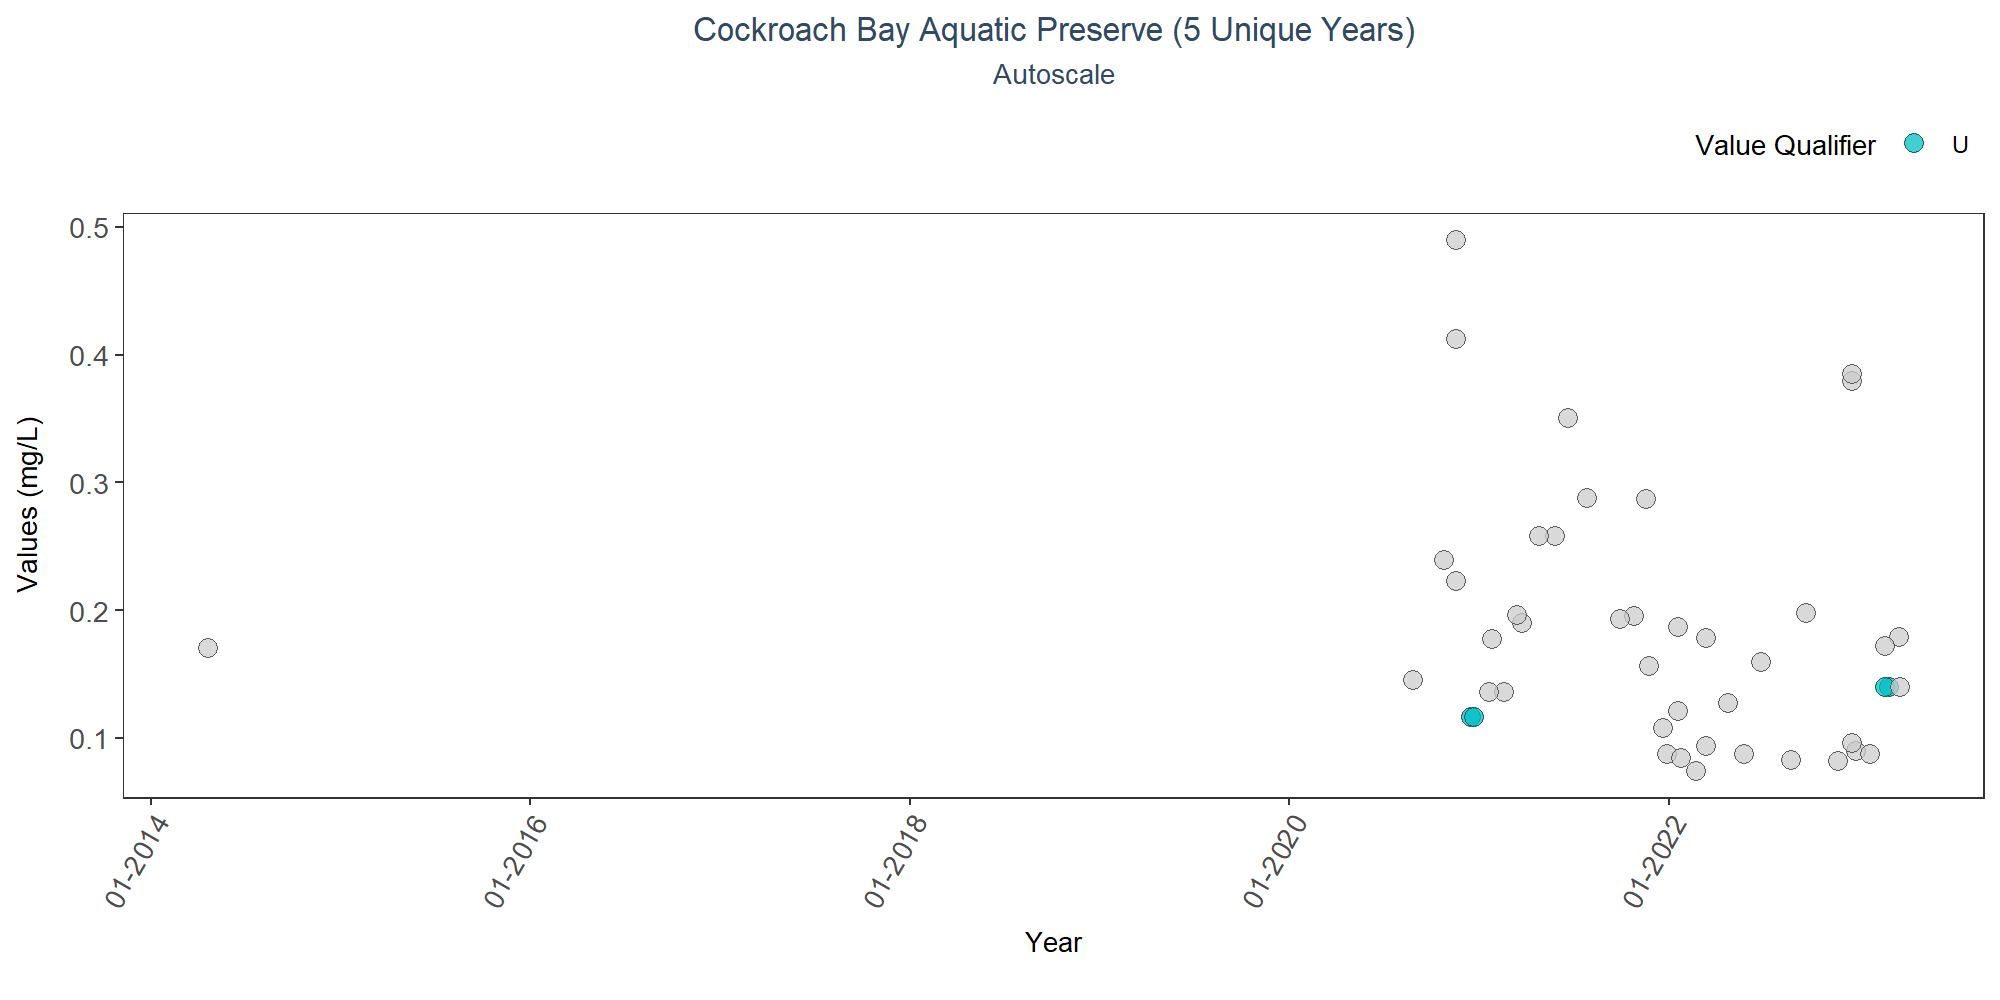 Cockroach Bay Aquatic Preserve (5 Unique Years)
Autoscale
Value Qualifier U
0.5
0.4
0.3
0.2
0.1
Values (mg/L)
01-2014 01-2016 01-2018 01-2020 01-2022
Year